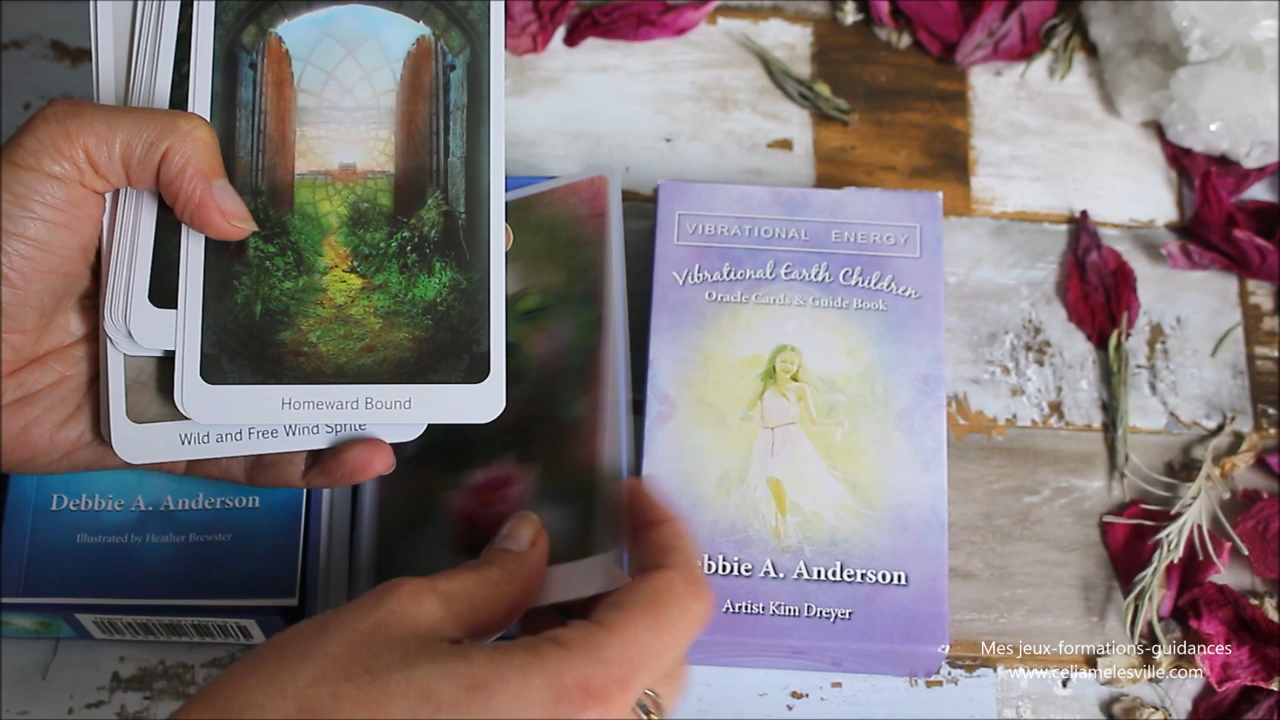 Homeward Bound
Wild and Free Wind Sprite
Debbie A. Anderson
Illustrated by Heather Brewster
VIBRATIONAL ENERGY
Vibrational Earth Children
Oracle Cards & Guide Book
bbie A. Anderson
Artist Kim Dreyer
Mes jeux-formations-guidances
www.celiamelesville.com